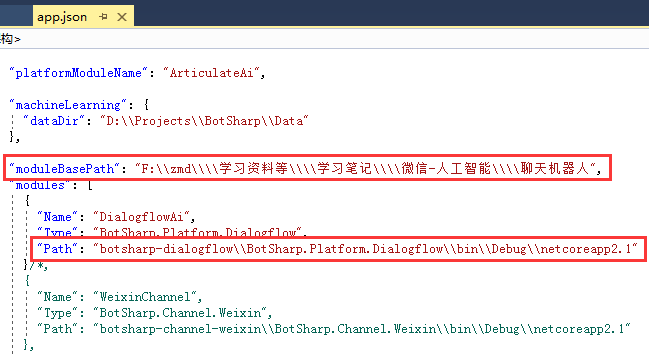 app.json
构>
"platformModuleName": "ArticulateAi",
"machineLearning": {
"dataDir": "D:\\Projects\\BotSharp\\Data"
},
"moduleBasePath": "F:\\zmd\\\\学习资料等\\\\学习笔记\\\\微信-人工智能\\\\聊天机器人",
"modules": [
{
"Name": "DialogflowAi",
"Type": "BotSharp.Platform.Dialogflow",
"Path": "botsharp-dialogflow\\BotSharp.Platform.Dialogflow\\bin\\Debug\\netcoreapp2.1"
}/*,
{
"Name": "WeixinChannel",
"Type": "BotSharp.Channel.Weixin",
"Path": "botsharp-channel-weixin\\BotSharp.Channel.Weixin\\bin\\Debug\\netcoreapp2.1"
},